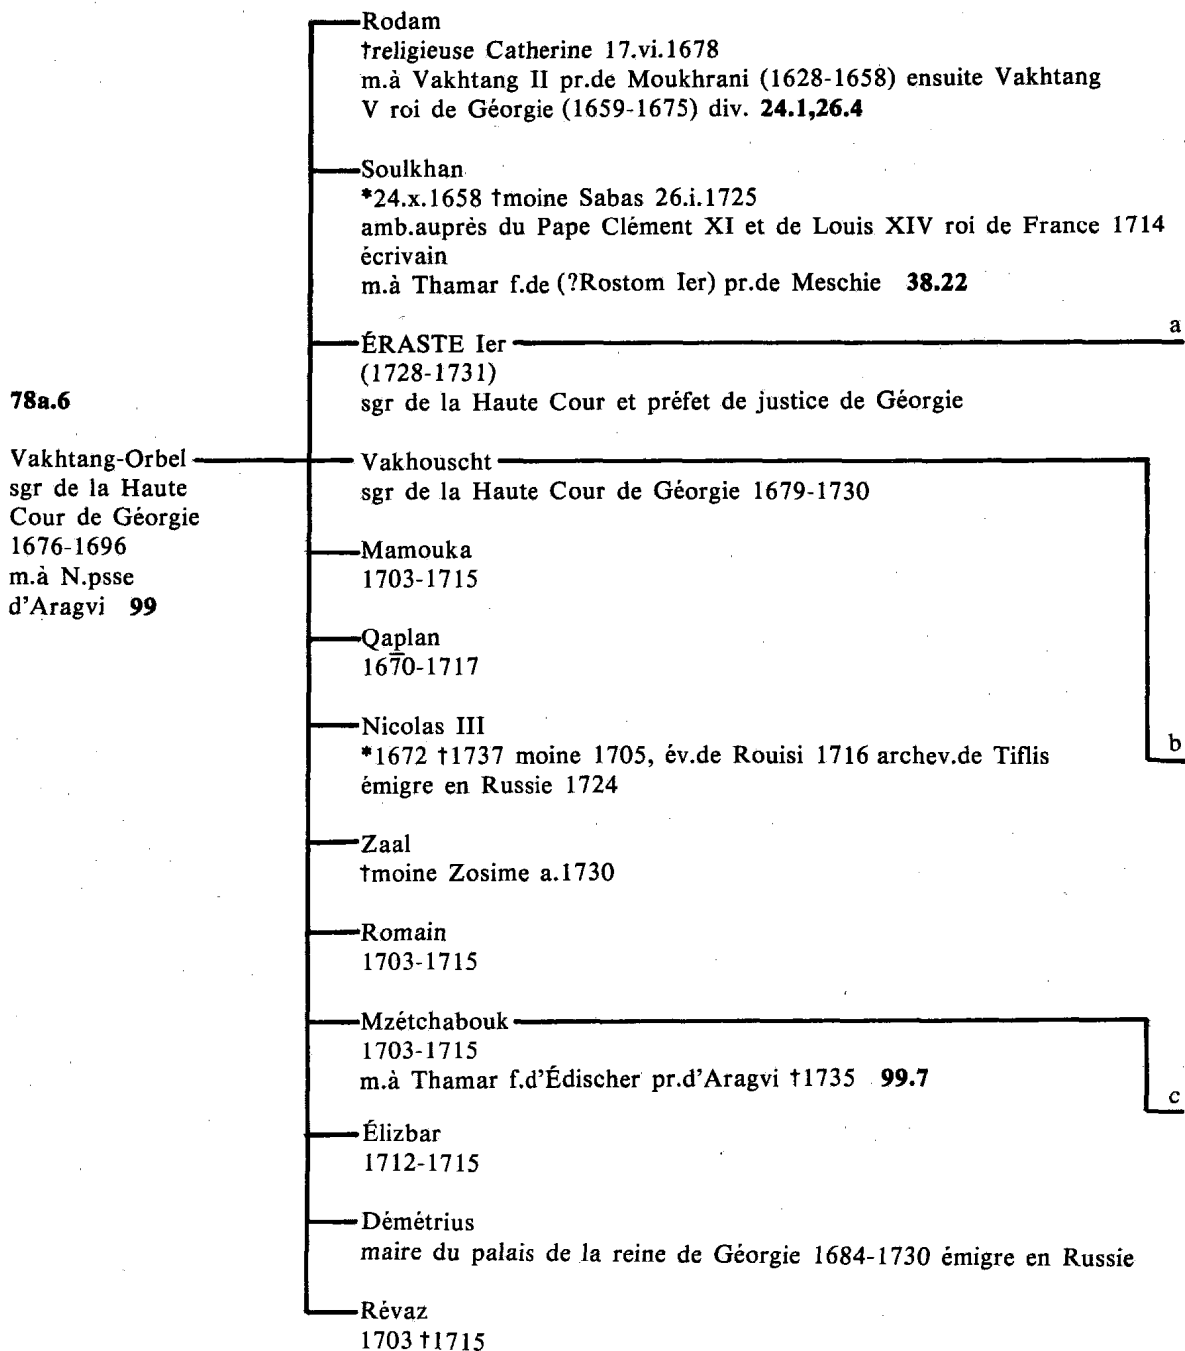 Rodam
†religieuse Catherine 17.vi.1678
m.à Vakhtang II pr.de Moukhrani (1628-1658) ensuite Vakhtang
V roi de Géorgie (1659-1675) div. 24.1,26.4
Soulkhan
*24.x.1658 †moine Sabas 26.i.1725
amb.auprès du Pape Clément XI et de Louis XIV roi de France 1714
écrivain
m.à Thamar f.de (?Rostom Ier) pr.de Meschie 38.22
a
ÉRASTE Ier
(1728-1731)
sgr de la Haute Cour et préfet de justice de Géorgie
78a.6
Vakhtang-Orbel
sgr de la Haute
Cour de Géorgie
1676-1696
m.à N.psse
d'Aragvi 99
Vakhouscht
sgr de la Haute Cour de Géorgie 1679-1730
Mamouka
1703-1715
Qap̲lan
1670-1717
Nicolas III
*1672 †1737 moine 1705, év.de Rouisi 1716 archev.de Tiflis
émigre en Russie 1724
b
Zaal
†moine Zosime a.1730
Romain
1703-1715
Mzétchabouk
1703-1715
m.à Thamar f.d'Édischer pr.d'Aragvi †1735 99.7
c
Élizbar
1712-1715
Démétrius
maire du palais de la reine de Géorgie 1684-1730 émigre en Russie
Révaz
1703 †1715